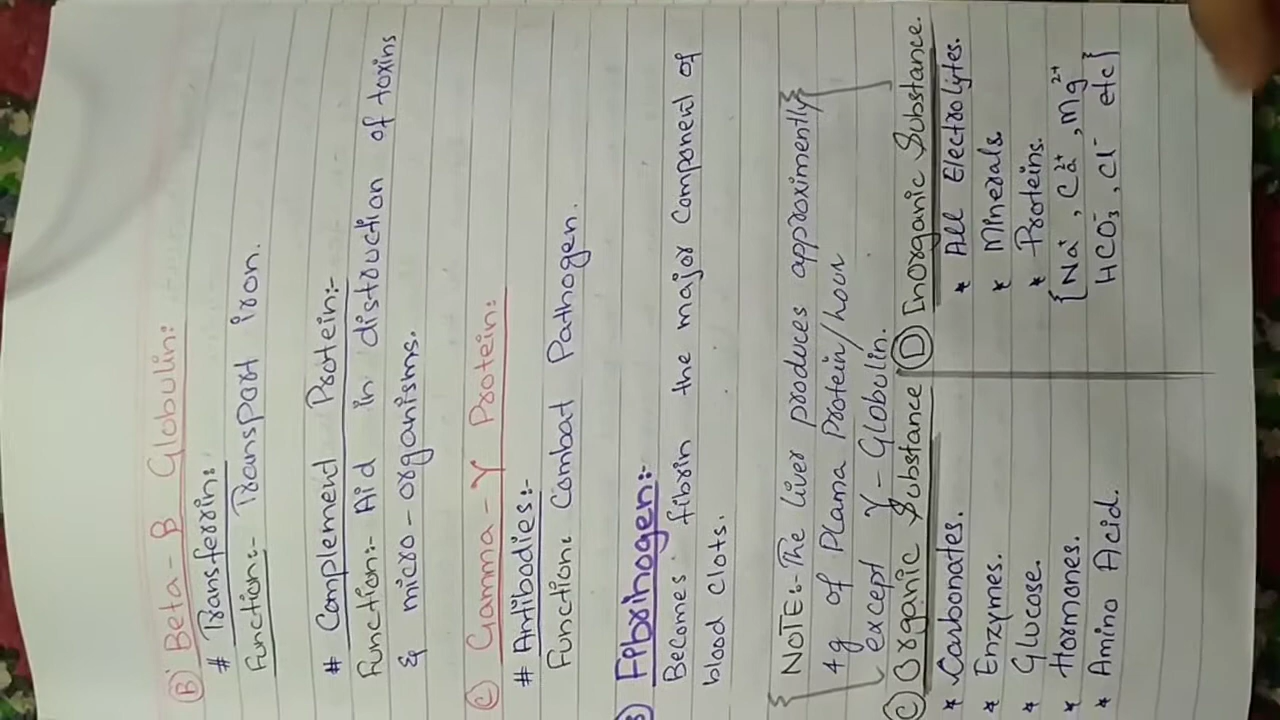 (B) Beta - β Globulin:
# Transferrin:
Function:- Transport iron.
# Complemend Protein:-
Function:- Aid in distruction of toxins
& micro-organisms.
(C) Gamma - γ Protein:
# Antibodies:-
Function: Combat Pathogen.
Fibrinogen:-
Becomes fibrin the major component of
blood clots.
{NOTE:-The liver produces approximently}
4g of Plama Protein/hour
except γ-Globulin.
(C) Organic Substance
* Carbonates.
* Enzymes.
* Glucose.
* Hormones.
* Amino Acid.
(D) Inorganic Substance.
* All Electrolytes.
* Minerals.
* Proteins.
{Na⁺, Ca²⁺, Mg²⁺
HCO₃⁻, Cl⁻ etc}